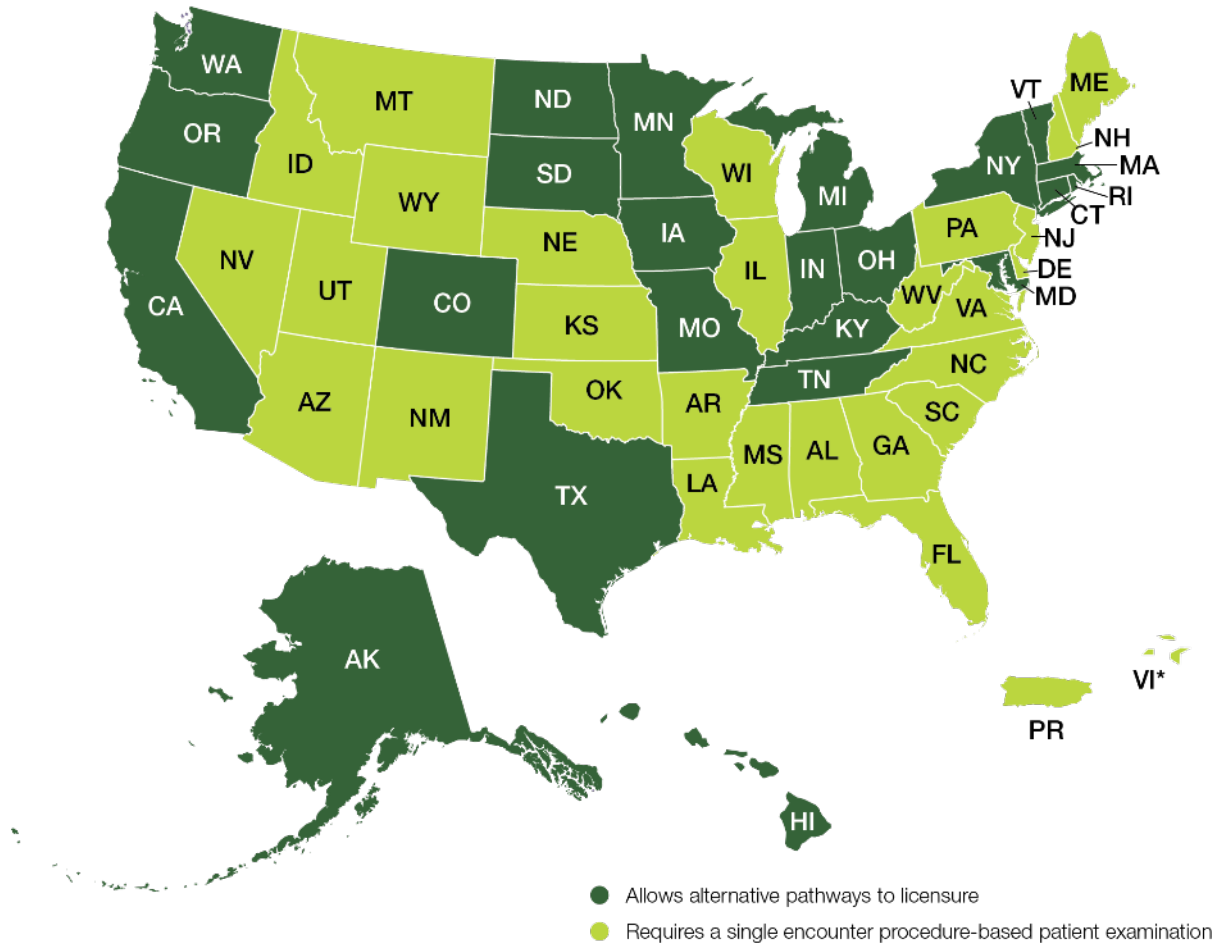 WA
MT
ND
MN
VT
ME
OR
ID
SD
WI
MI
NY
NH
MA
WY
RI
CT
NV
NE
IA
PA
NJ
UT
CO
IL
IN
OH
DE
MD
CA
KS
MO
KY
WV
VA
AZ
NM
OK
AR
TN
NC
SC
MS
AL
GA
TX
LA
FL
AK
VI*
PR
HI
Allows alternative pathways to licensure
Requires a single encounter procedure-based patient examination